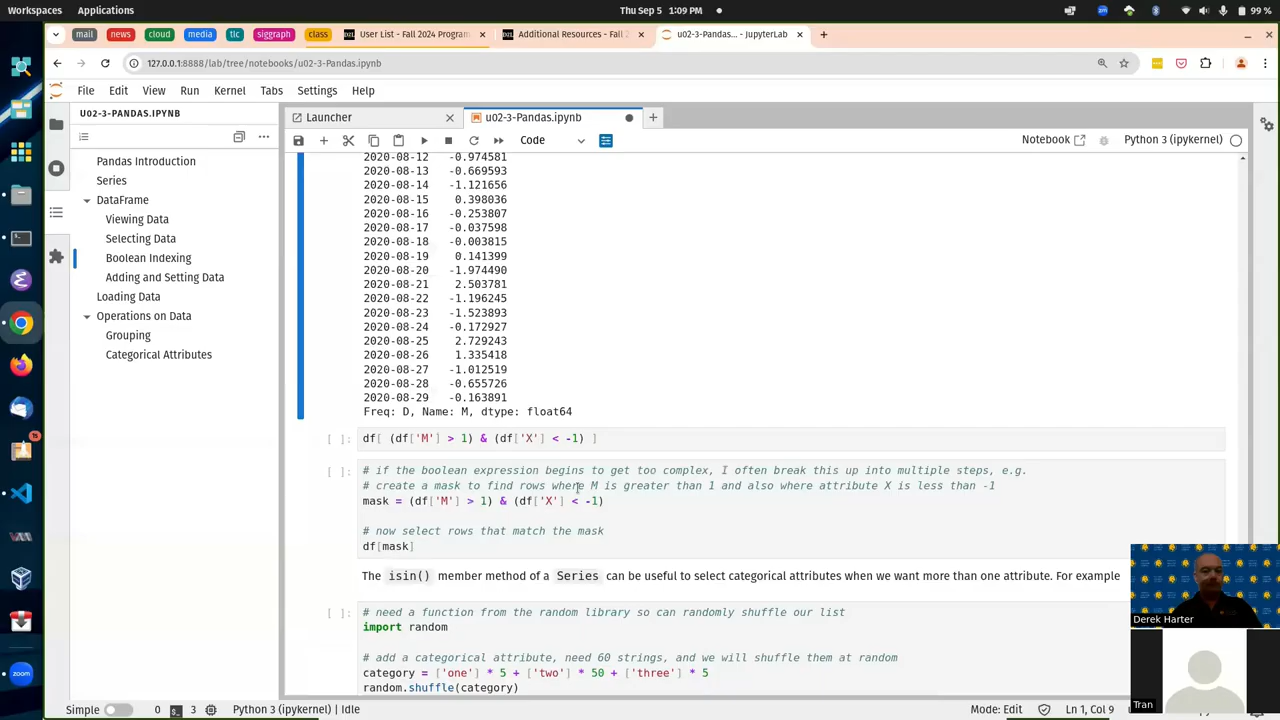 Workspaces Applications Thu Sep 5 1:09 PM 99 %
mail news cloud media tlc siggraph class User List - Fall 2024 Program Additional Resources - Fall 2 u02-3-Pandas... - JupyterLab
127.0.0.1:8888/lab/tree/notebooks/u02-3-Pandas.ipynb
File Edit View Run Kernel Tabs Settings Help
U02-3-PANDAS.IPYNB
Launcher
u02-3-Pandas.ipynb
Code
Notebook
Python 3 (ipykernel)
Pandas Introduction
Series
DataFrame
Viewing Data
Selecting Data
Boolean Indexing
Adding and Setting Data
Loading Data
Operations on Data
Grouping
Categorical Attributes
2020-08-12 -0.974581
2020-08-13 -0.669593
2020-08-14 -1.121656
2020-08-15 0.398036
2020-08-16 -0.253807
2020-08-17 -0.037598
2020-08-18 -0.003815
2020-08-19 0.141399
2020-08-20 -1.974490
2020-08-21 2.503781
2020-08-22 -1.196245
2020-08-23 -1.523893
2020-08-24 -0.172927
2020-08-25 2.729243
2020-08-26 1.335418
2020-08-27 -1.012519
2020-08-28 -0.655726
2020-08-29 -0.163891
Freq: D, Name: M, dtype: float64
[ ]: df[ (df['M'] > 1) & (df['X'] < -1) ]
[ ]: # if the boolean expression begins to get too complex, I often break this up into multiple steps, e.g.
# create a mask to find rows where M is greater than 1 and also where attribute X is less than -1
mask = (df['M'] > 1) & (df['X'] < -1)
# now select rows that match the mask
df[mask]
The isin() member method of a Series can be useful to select categorical attributes when we want more than one attribute. For example
[ ]: # need a function from the random library so can randomly shuffle our list
import random
# add a categorical attribute, need 60 strings, and we will shuffle them at random
category = ['one'] * 5 + ['two'] * 50 + ['three'] * 5
random.shuffle(category)
Derek Harter
Tran
zoom
Simple 0 3 Python 3 (ipykernel) | Idle Mode: Edit Ln 1, Col 9